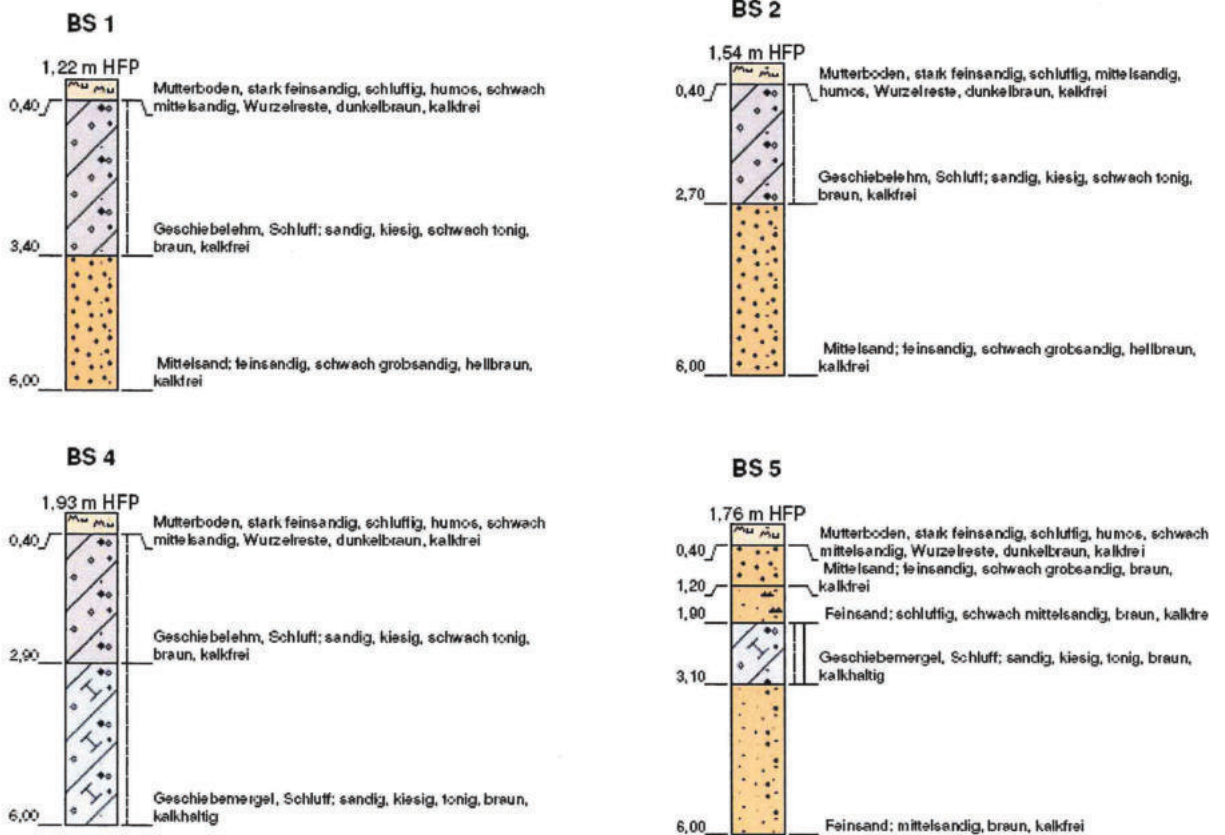 BS 1
1,22 m HFP
0,40
Mutterboden, stark feinsandig, schluffig, humos, schwach
mittelsandig, Wurzelreste, dunkelbraun, kalkfrei
3,40
Geschiebelehm, Schluff; sandig, kiesig, schwach tonig,
braun, kalkfrei
6,00
Mittelsand; feinsandig, schwach grobsandig, hellbraun,
kalkfrei
BS 2
1,54 m HFP
0,40
Mutterboden, stark feinsandig, schluffig, mittelsandig,
humos, Wurzelreste, dunkelbraun, kalkfrei
2,70
Geschiebelehm, Schluff; sandig, kiesig, schwach tonig,
braun, kalkfrei
6,00
Mittelsand; feinsandig, schwach grobsandig, hellbraun,
kalkfrei
BS 4
1,93 m HFP
0,40
Mutterboden, stark feinsandig, schluffig, humos, schwach
mittelsandig, Wurzelreste, dunkelbraun, kalkfrei
2,90
Geschiebelehm, Schluff; sandig, kiesig, schwach tonig,
braun, kalkfrei
6,00
Geschiebemergel, Schluff; sandig, kiesig, tonig, braun,
kalkhaltig
BS 5
1,76 m HFP
0,40
Mutterboden, stark feinsandig, schluffig, humos, schwach
mittelsandig, Wurzelreste, dunkelbraun, kalkfrei
1,20
Mittelsand; feinsandig, schwach grobsandig, braun,
kalkfrei
1,90
Feinsand; schluffig, schwach mittelsandig, braun, kalkfre
3,10
Geschiebemergel, Schluff; sandig, kiesig, tonig, braun,
kalkhaltig
6,00
Feinsand; mittelsandig, braun, kalkfrei